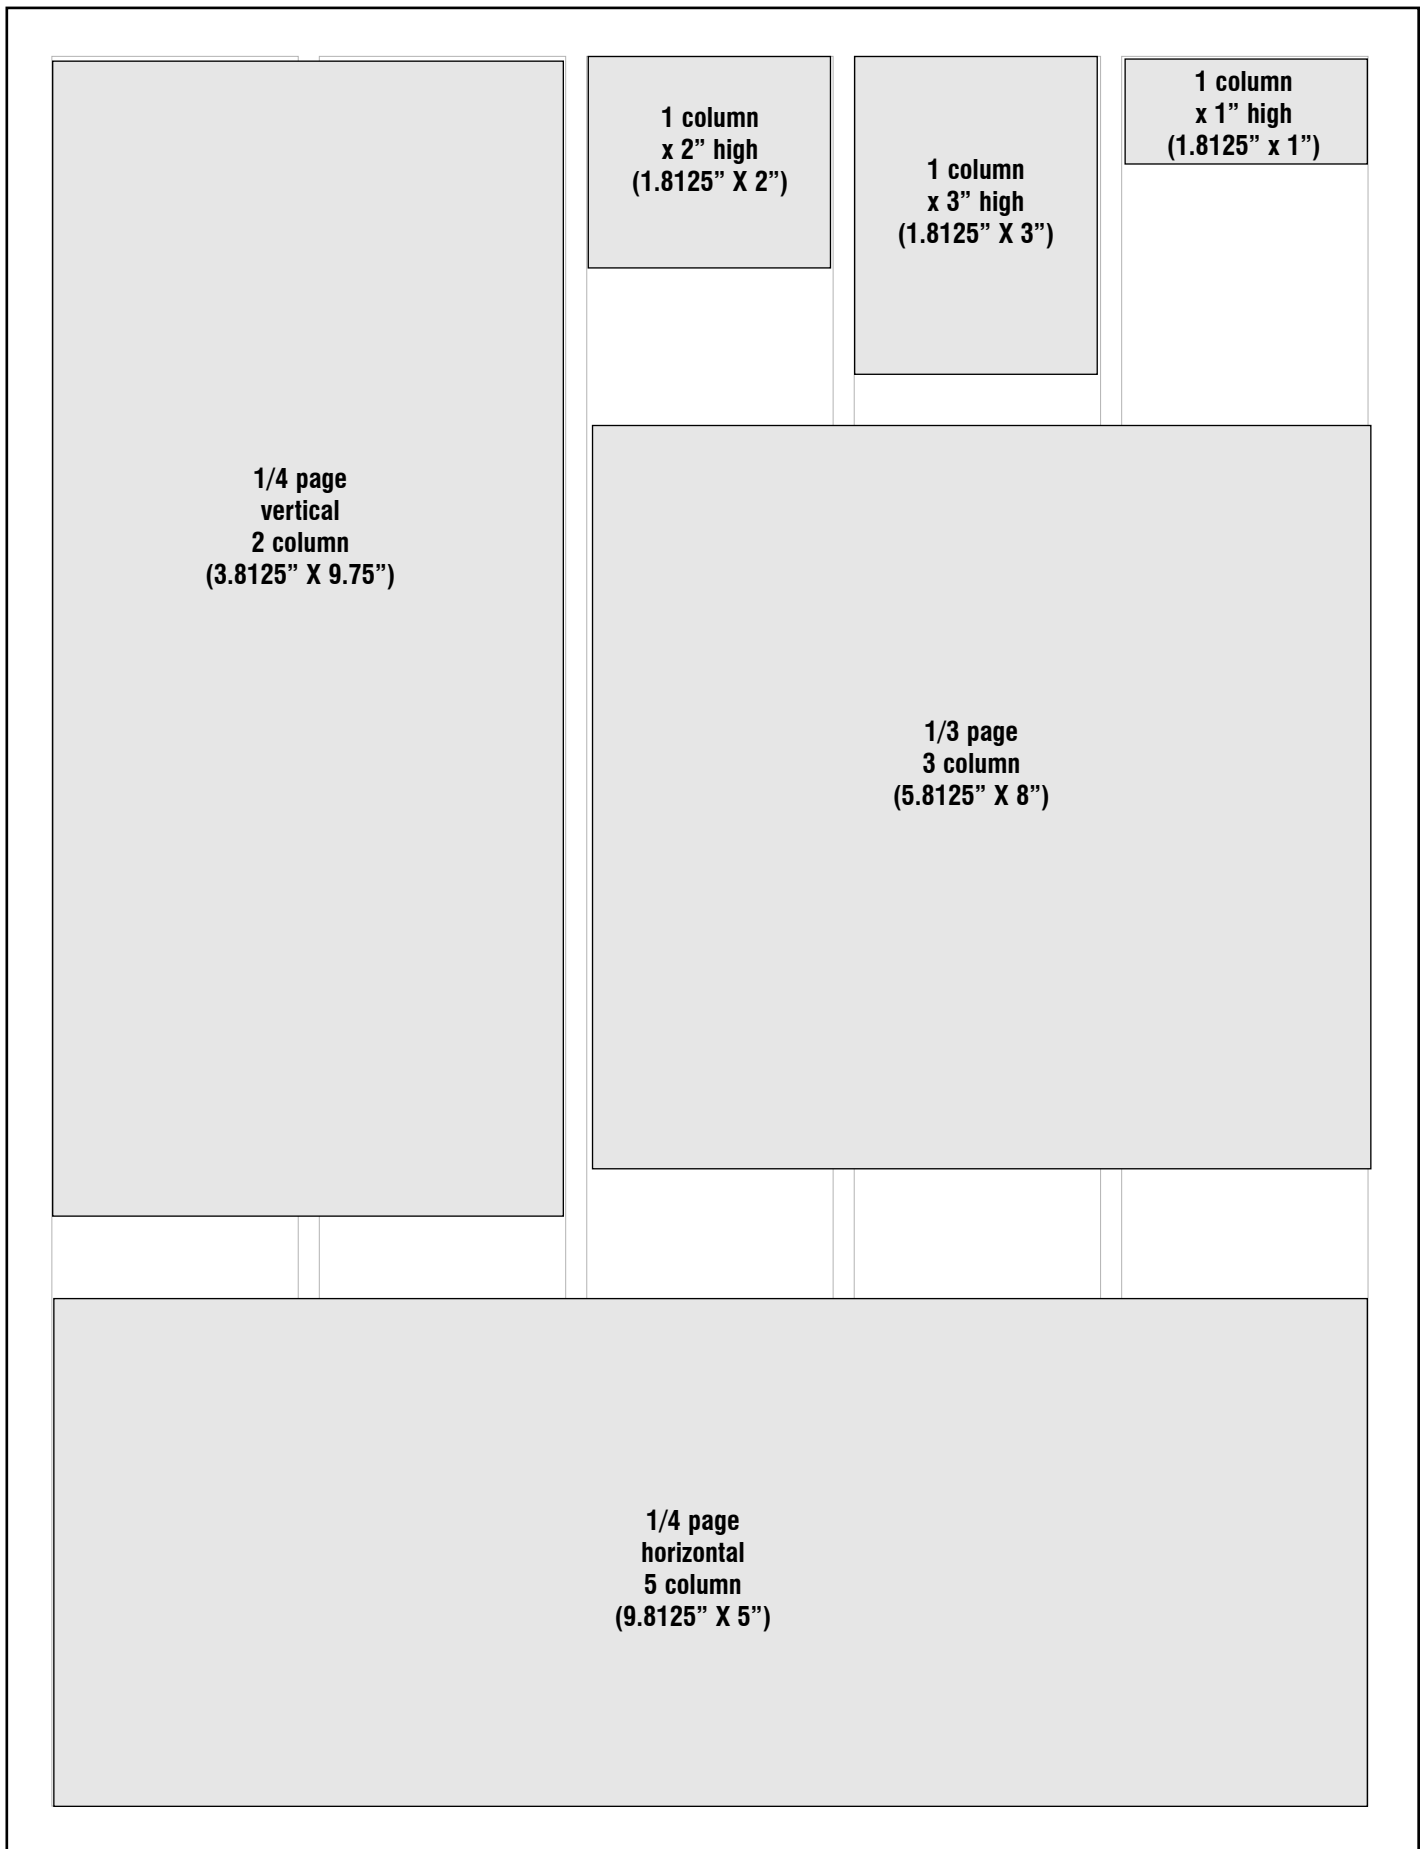 1 column
x 2” high
(1.8125” X 2”)
1 column
x 3” high
(1.8125” X 3”)
1 column
x 1” high
(1.8125” x 1”)
1/4 page
vertical
2 column
(3.8125” X 9.75”)
1/3 page
3 column
(5.8125” X 8”)
1/4 page
horizontal
5 column
(9.8125” X 5”)